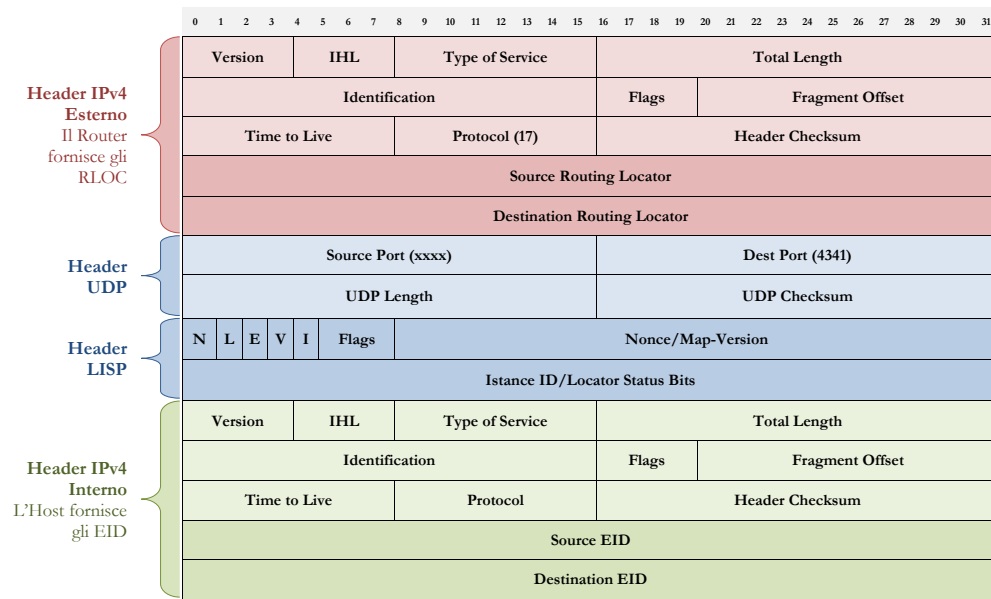 0 1 2 3 4 5 6 7 8 9 10 11 12 13 14 15 16 17 18 19 20 21 22 23 24 25 26 27 28 29 30 31
Header IPv4
Esterno
Il Router
fornisce gli
RLOC
Version IHL Type of Service Total Length
Identification Flags Fragment Offset
Time to Live Protocol (17) Header Checksum
Source Routing Locator
Destination Routing Locator
Header
UDP
Source Port (xxxx) Dest Port (4341)
UDP Length UDP Checksum
Header
LISP
N L E V I Flags Nonce/Map-Version
Istance ID/Locator Status Bits
Header IPv4
Interno
L'Host fornisce
gli EID
Version IHL Type of Service Total Length
Identification Flags Fragment Offset
Time to Live Protocol Header Checksum
Source EID
Destination EID